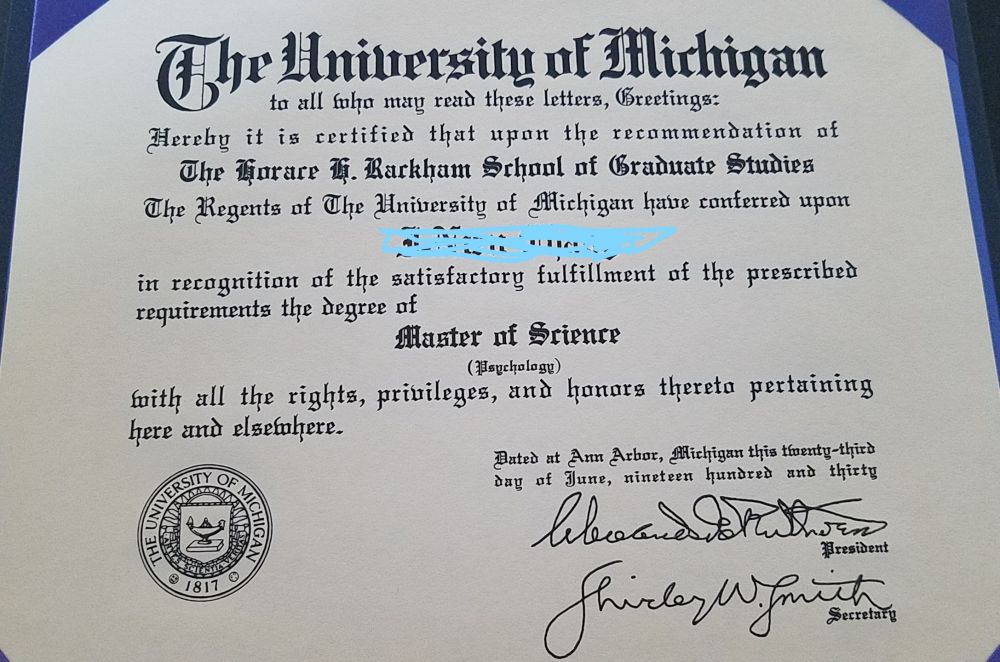 The University of Michigan
to all who may read these letters, Greetings:
Hereby it is certified that upon the recommendation of
The Horace H. Rackham School of Graduate Studies
The Regents of The University of Michigan have conferred upon
in recognition of the satisfactory fulfillment of the prescribed
requirements the degree of
Master of Science
(Psychology)
with all the rights, privileges, and honors thereto pertaining
here and elsewhere.
Dated at Ann Arbor, Michigan this twenty-third
day of June, nineteen hundred and thirty
THE UNIVERSITY OF MICHIGAN
ARTES SCIENTIA VERITAS
1817
President
Shirley W. Smith
Secretary